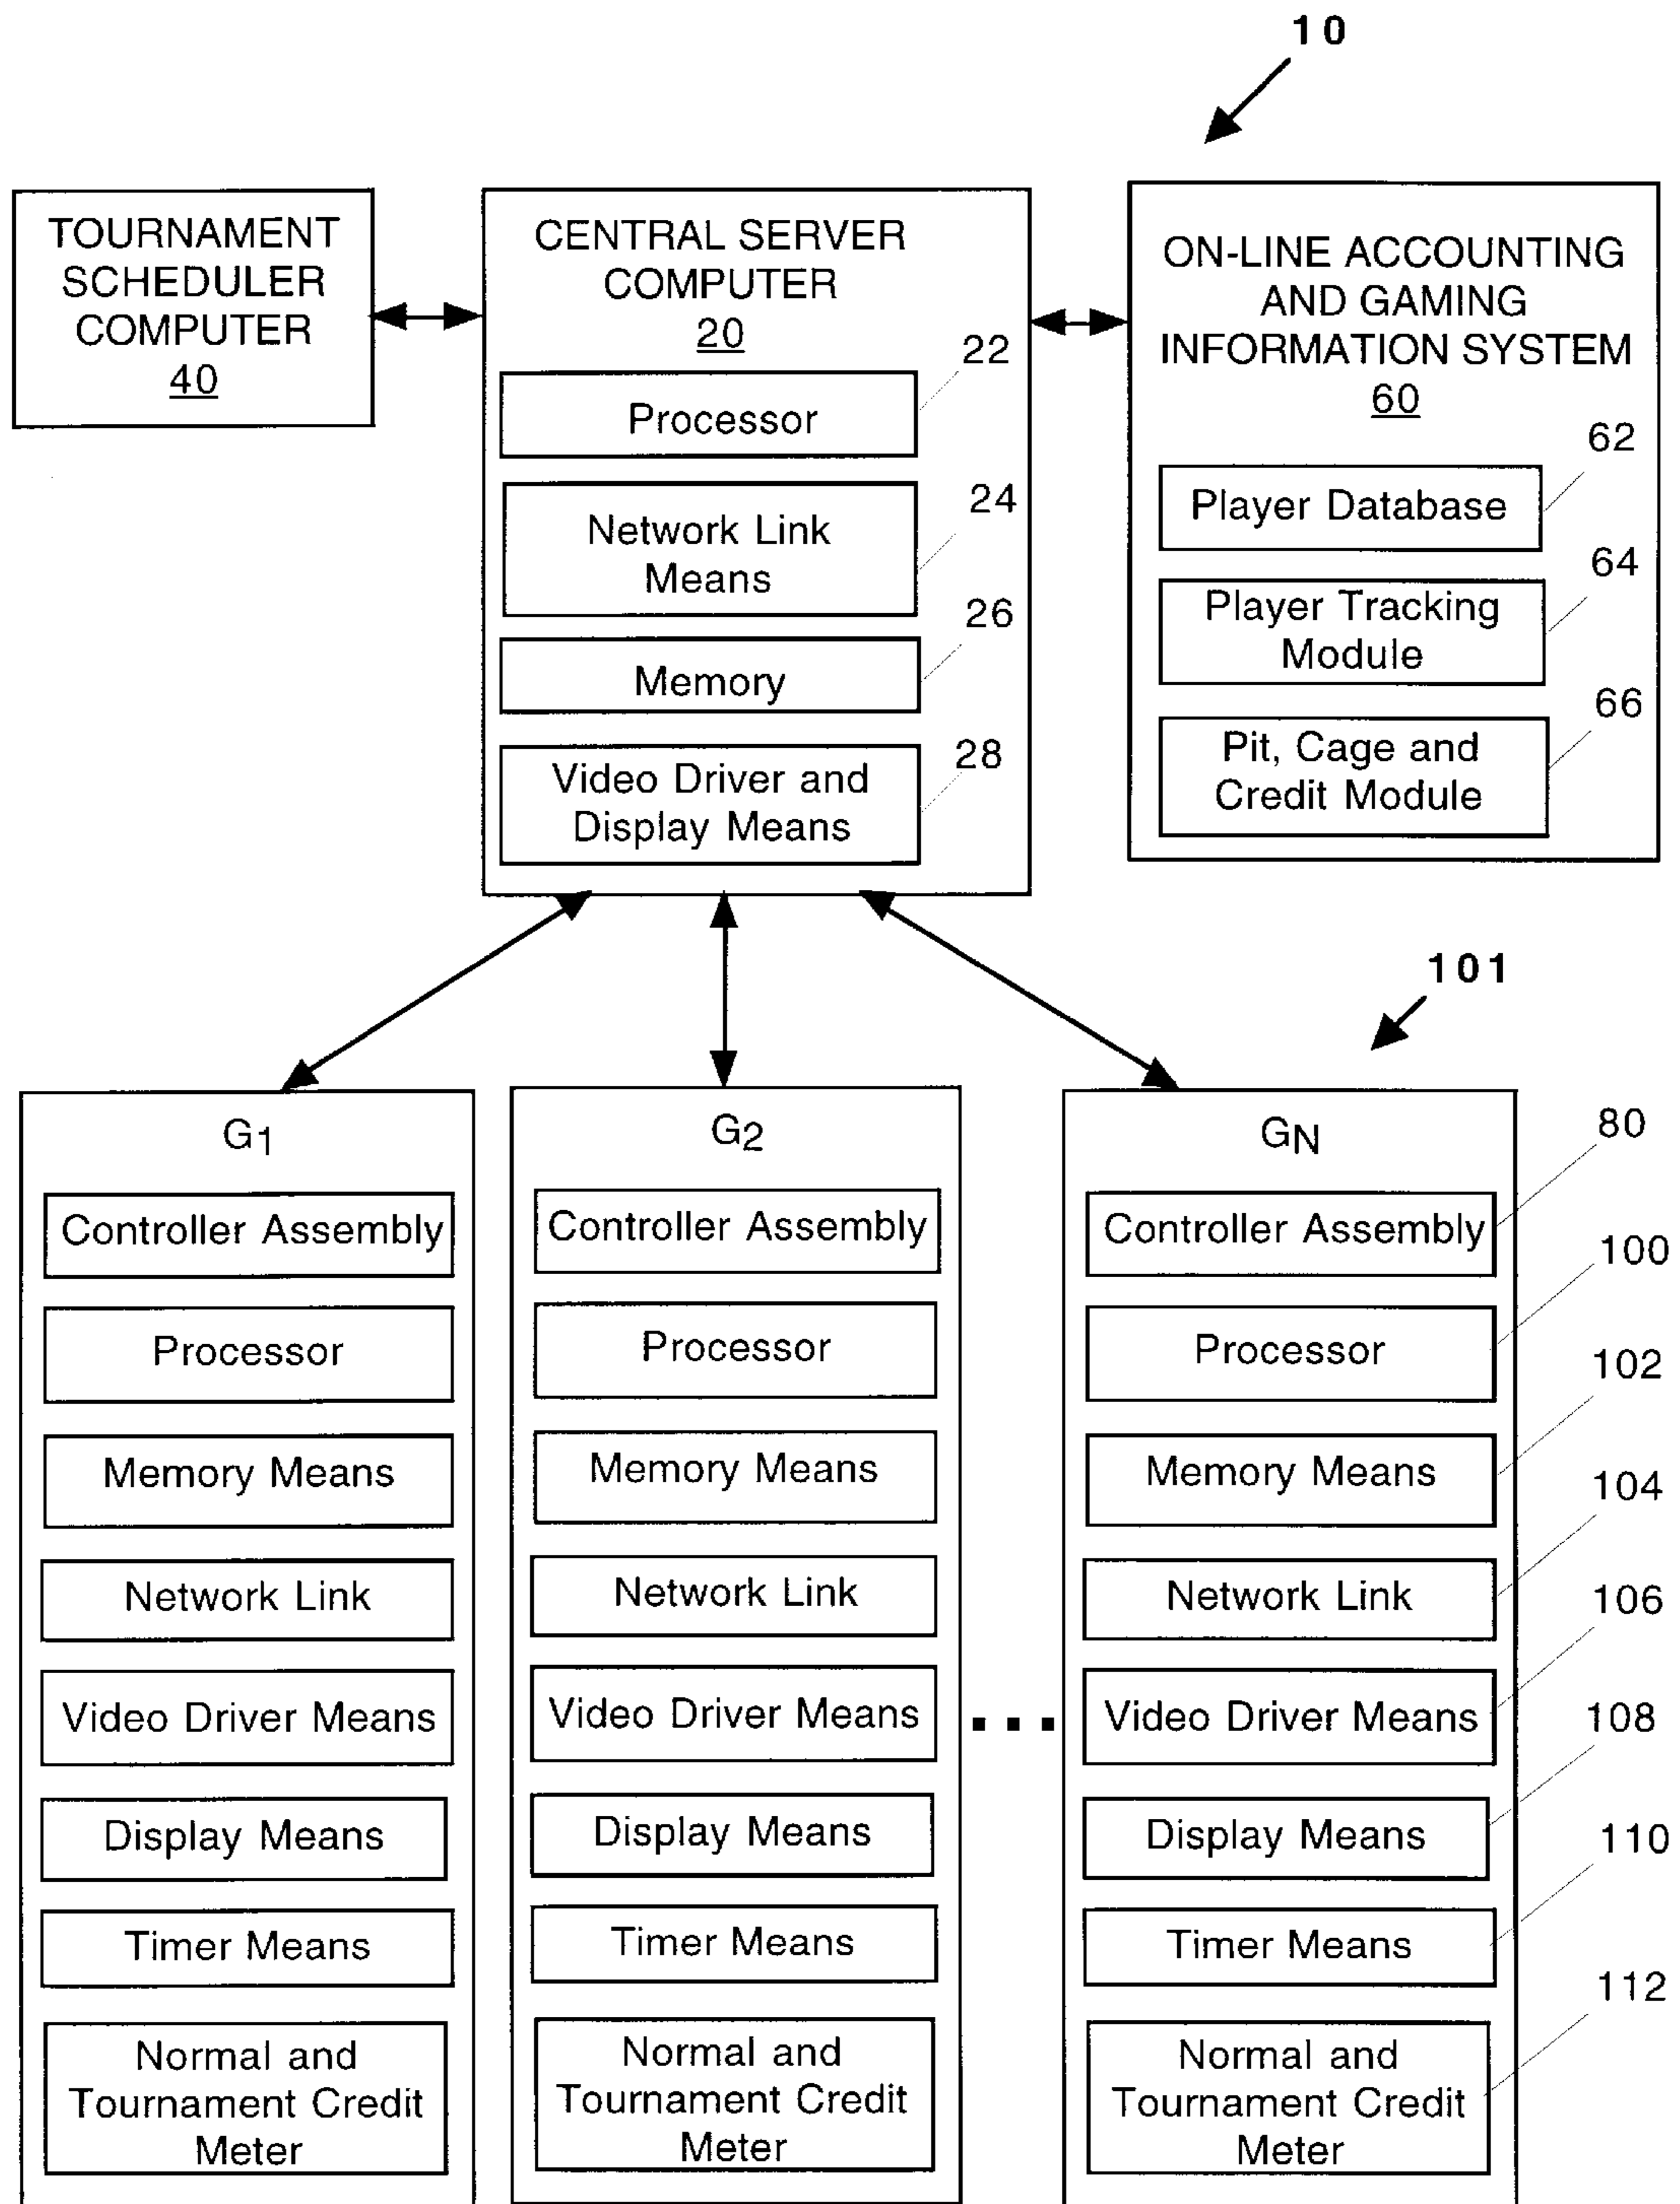 10
TOURNAMENT
SCHEDULER
COMPUTER
40
CENTRAL SERVER
COMPUTER
20
22
Processor
24
Network Link
Means
26
Memory
28
Video Driver and
Display Means
ON-LINE ACCOUNTING
AND GAMING
INFORMATION SYSTEM
60
62
Player Database
64
Player Tracking
Module
66
Pit, Cage and
Credit Module
101
G1
Controller Assembly
Processor
Memory Means
Network Link
Video Driver Means
Display Means
Timer Means
Normal and
Tournament Credit
Meter
G2
Controller Assembly
Processor
Memory Means
Network Link
Video Driver Means
Display Means
Timer Means
Normal and
Tournament Credit
Meter
...
GN
80
Controller Assembly
100
Processor
102
Memory Means
104
Network Link
106
Video Driver Means
108
Display Means
110
Timer Means
112
Normal and
Tournament Credit
Meter